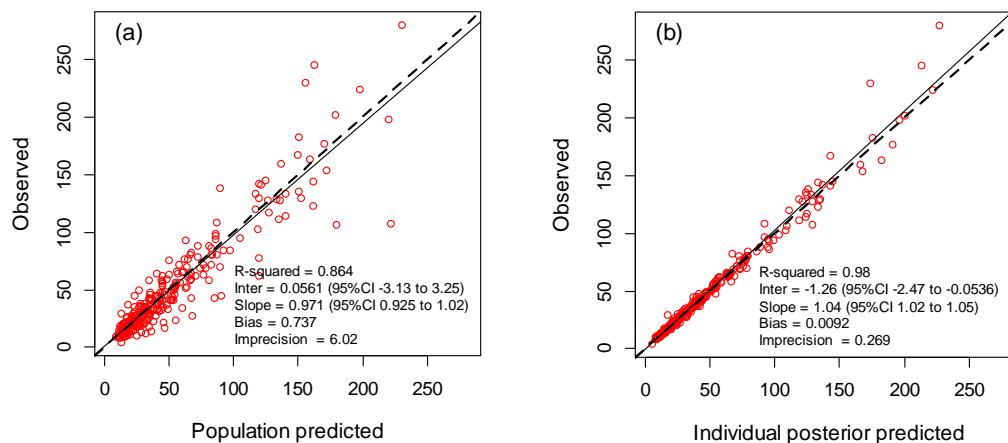 (a)
Observed
0
50
100
150
200
250
R-squared = 0.864
Inter = 0.0561 (95%CI -3.13 to 3.25)
Slope = 0.971 (95%CI 0.925 to 1.02)
Bias = 0.737
Imprecision = 6.02
0 50 100 150 200 250
Population predicted
(b)
Observed
0
50
100
150
200
250
R-squared = 0.98
Inter = -1.26 (95%CI -2.47 to -0.0536)
Slope = 1.04 (95%CI 1.02 to 1.05)
Bias = 0.0092
Imprecision = 0.269
0 50 100 150 200 250
Individual posterior predicted